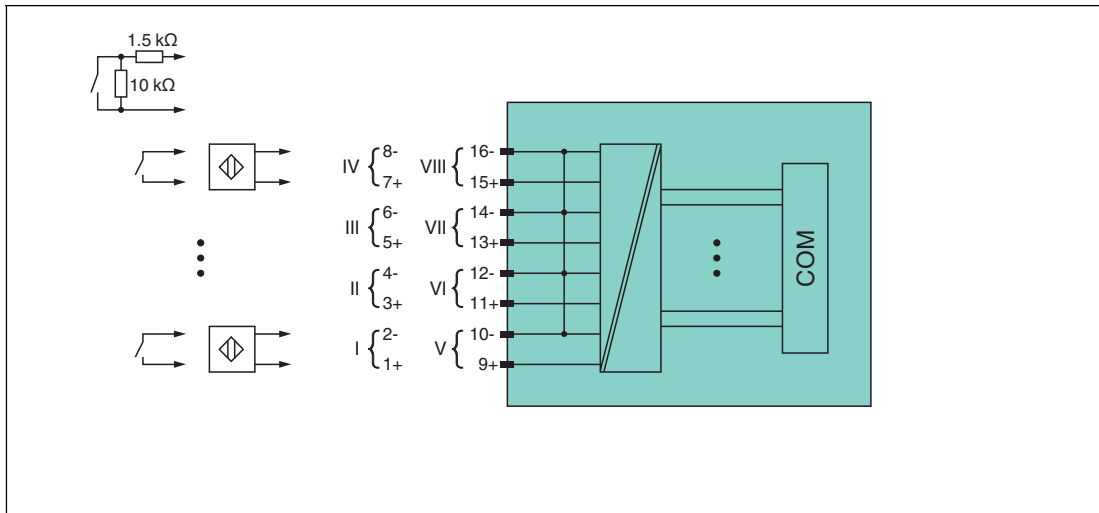 1.5 kΩ
10 kΩ
IV { 8- VIII { 16-
7+ 15+
III { 6- VII { 14-
5+ 13+
II { 4- VI { 12-
3+ 11+
I { 2- V { 10-
1+ 9+
COM